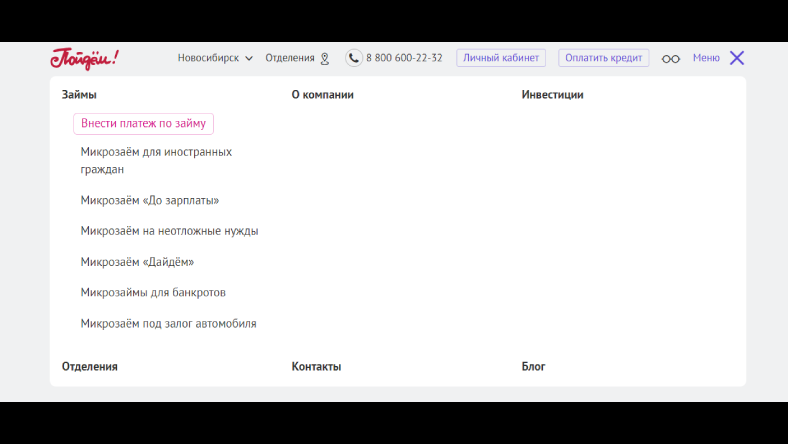 Пойдём!
Новосибирск
Отделения
8 800 600-22-32
Личный кабинет
Оплатить кредит
Меню
Займы
О компании
Инвестиции
Внести платеж по займу
Микрозаём для иностранных
граждан
Микрозаём «До зарплаты»
Микрозаём на неотложные нужды
Микрозаём «Дайдём»
Микрозаймы для банкротов
Микрозаём под залог автомобиля
Отделения
Контакты
Блог